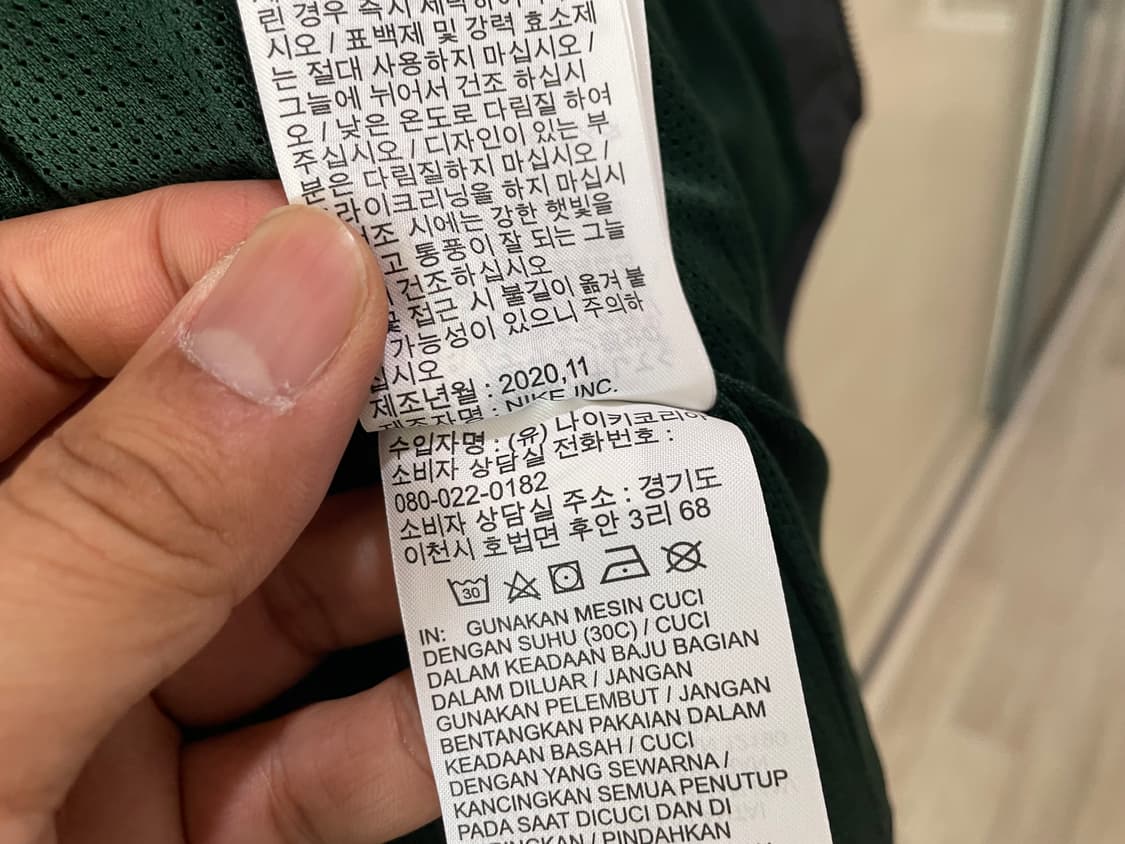 린 경우 즉시 세탁하여
시오 / 표백제 및 강력 효소제
는 절대 사용하지 마십시오 /
그늘에 뉘어서 건조 하십시
오 / 낮은 온도로 다림질 하여
주십시오 / 디자인이 있는 부
분은 다림질하지 마십시오 /
라이크리닝을 하지 마십시
조 시에는 강한 햇빛을
고 통풍이 잘 되는 그늘
건조하십시오
접근 시 불길이 옮겨 붙
가능성이 있으니 주의하
십시오
제조년월 : 2020,11
제조자명 : NIKE INC.
수입자명 : (유) 나이키코리아
소비자 상담실 전화번호 :
080-022-0182
소비자 상담실 주소 : 경기도
이천시 호법면 후안 3리 68
30
IN: GUNAKAN MESIN CUCI
DENGAN SUHU (30C) / CUCI
DALAM KEADAAN BAJU BAGIAN
DALAM DILUAR / JANGAN
GUNAKAN PELEMBUT / JANGAN
BENTANGKAN PAKAIAN DALAM
KEADAAN BASAH / CUCI
DENGAN YANG SEWARNA /
KANCINGKAN SEMUA PENUTUP
PADA SAAT DICUCI DAN DI
/ PINDAHKAN